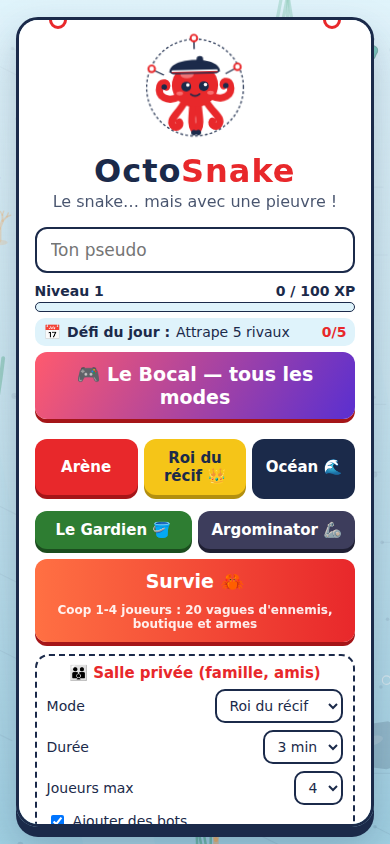 OctoSnake
Le snake... mais avec une pieuvre !
Ton pseudo
Niveau 1 0 / 100 XP
📅 Défi du jour : Attrape 5 rivaux 0/5
🎮 Le Bocal — tous les
modes
Arène
Roi du
récif 👑
Océan 🌊
Le Gardien 🪣
Argominator 🦾
Survie 🦀
Coop 1-4 joueurs : 20 vagues d'ennemis,
boutique et armes
👪 Salle privée (famille, amis)
Mode Roi du récif
Durée 3 min
Joueurs max 4
Ajouter des bots